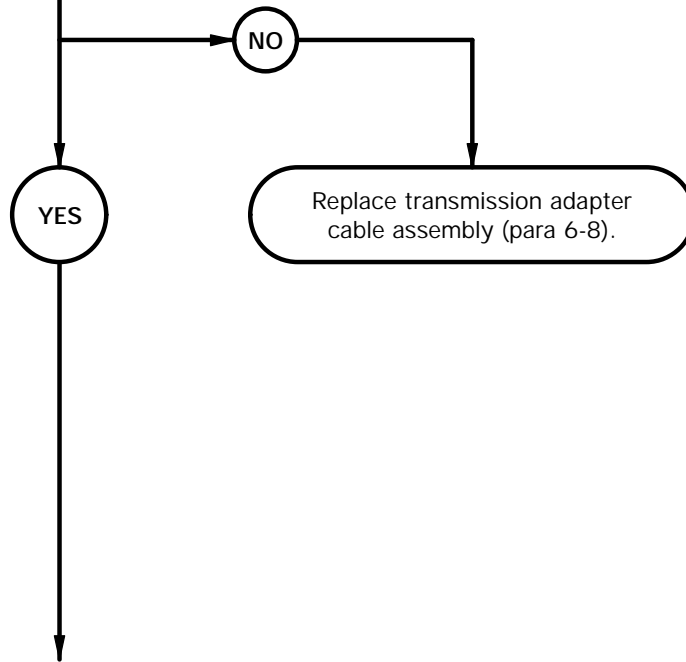 NO
YES
Replace transmission adapter
cable assembly (para 6-8).